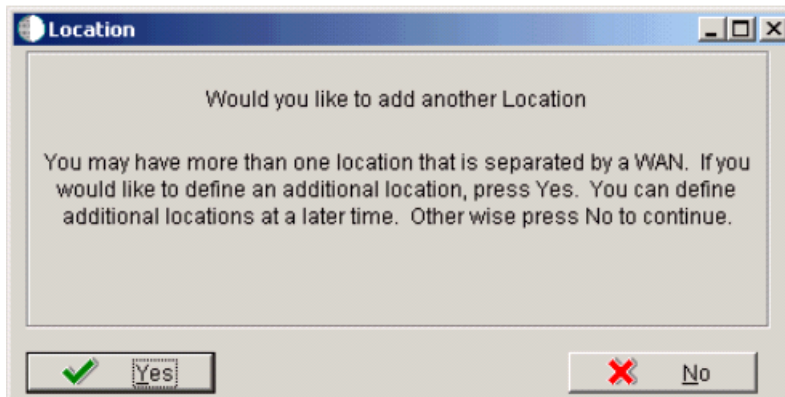 Location
Would you like to add another Location
You may have more than one location that is separated by a WAN. If you
would like to define an additional location, press Yes. You can define
additional locations at a later time. Other wise press No to continue.
Yes
No